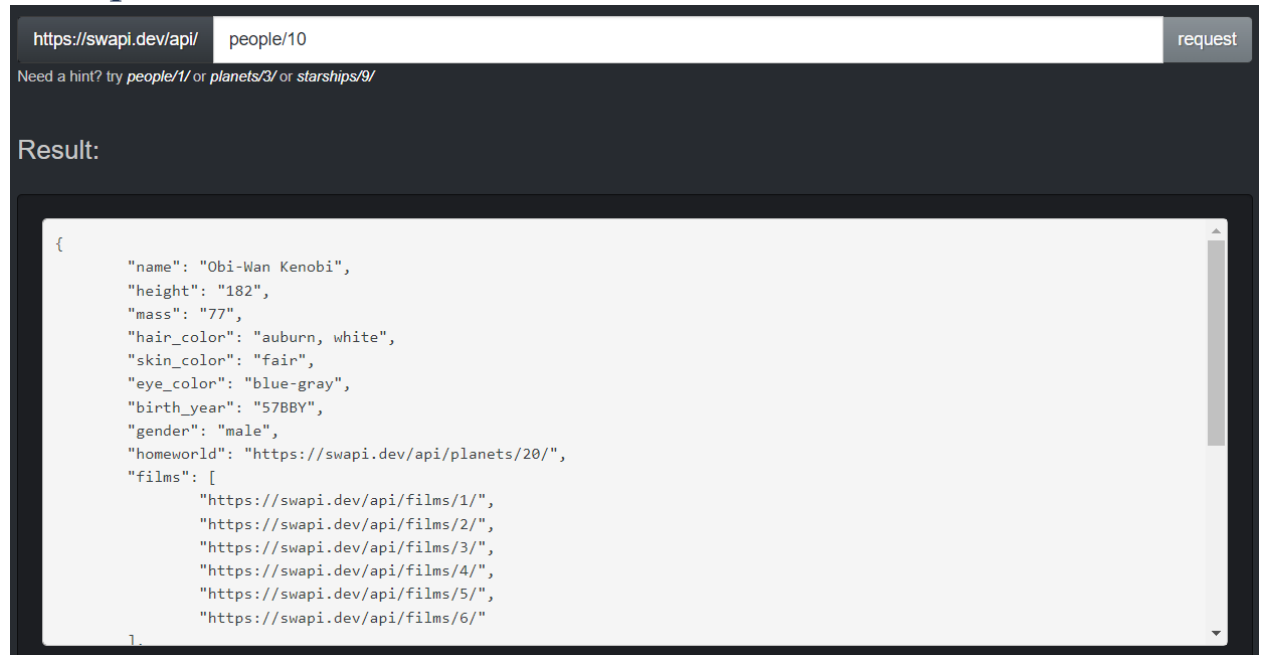 https://swapi.dev/api/ people/10 request
Need a hint? try people/1/ or planets/3/ or starships/9/
Result:
{
"name": "Obi-Wan Kenobi",
"height": "182",
"mass": "77",
"hair_color": "auburn, white",
"skin_color": "fair",
"eye_color": "blue-gray",
"birth_year": "57BBY",
"gender": "male",
"homeworld": "https://swapi.dev/api/planets/20/",
"films": [
"https://swapi.dev/api/films/1/",
"https://swapi.dev/api/films/2/",
"https://swapi.dev/api/films/3/",
"https://swapi.dev/api/films/4/",
"https://swapi.dev/api/films/5/",
"https://swapi.dev/api/films/6/"
],